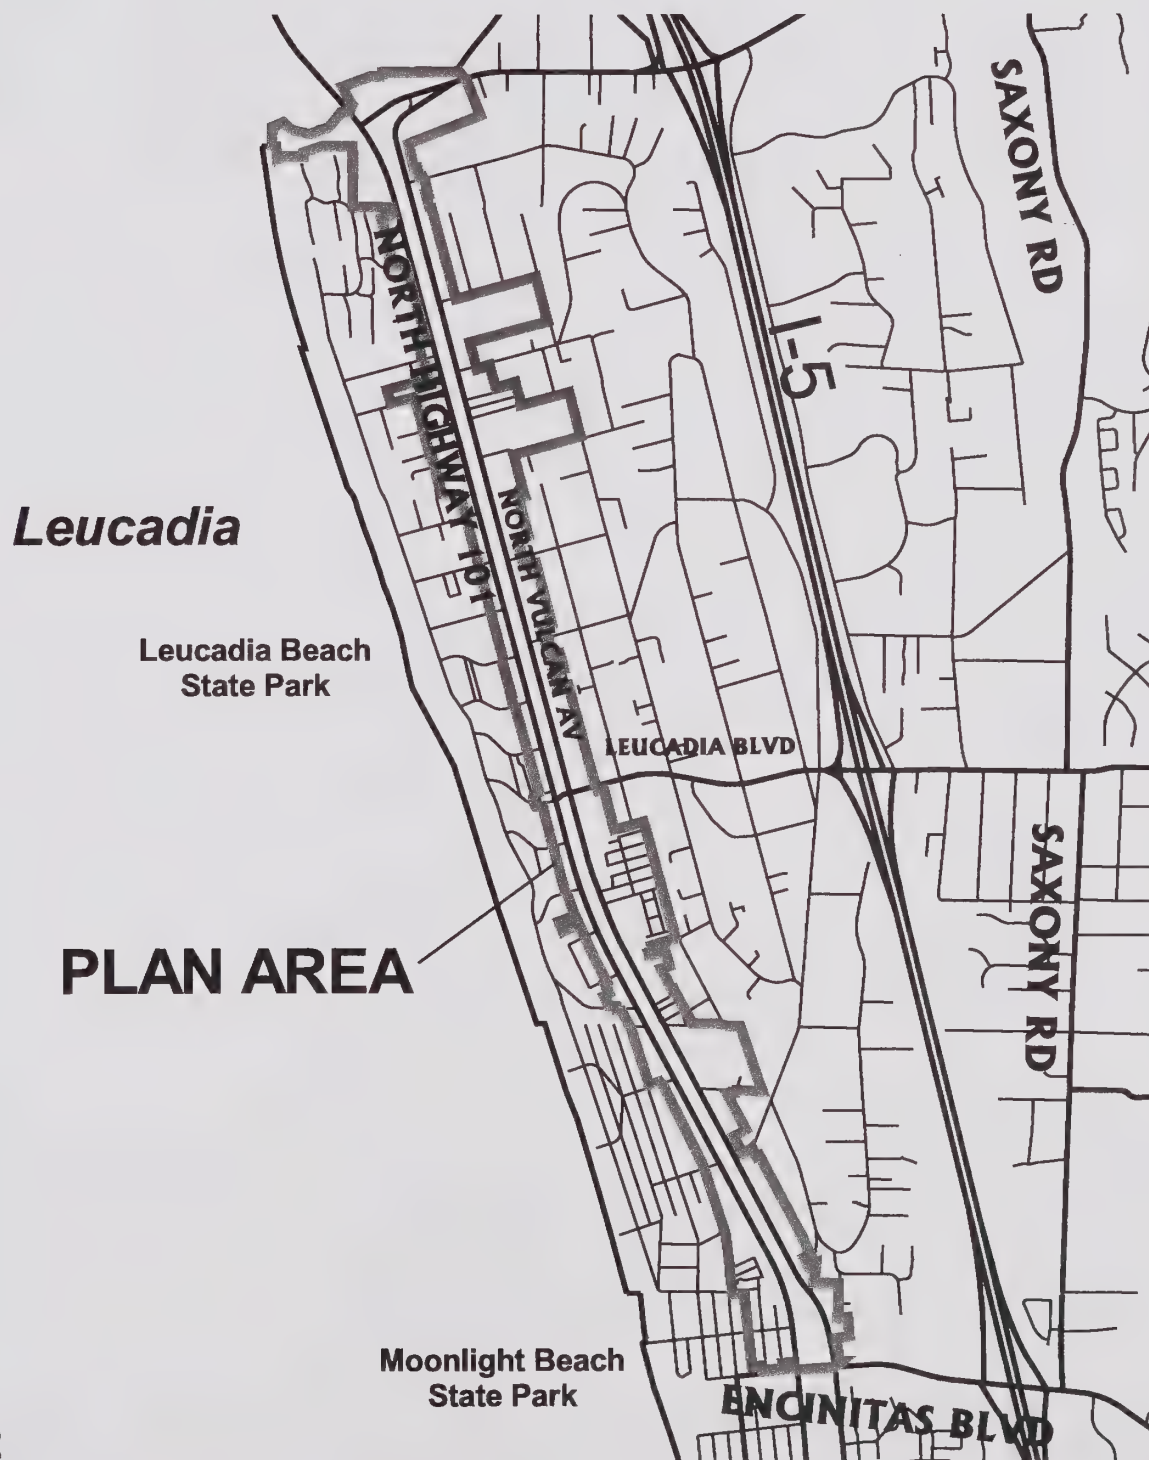 SAXONY RD
I-5
NORTH HIGHWAY 101
NORTH VULCAN AV
Leucadia
Leucadia Beach
State Park
LEUCADIA BLVD
SAXONY RD
PLAN AREA
Moonlight Beach
State Park
ENCINITAS BLVD